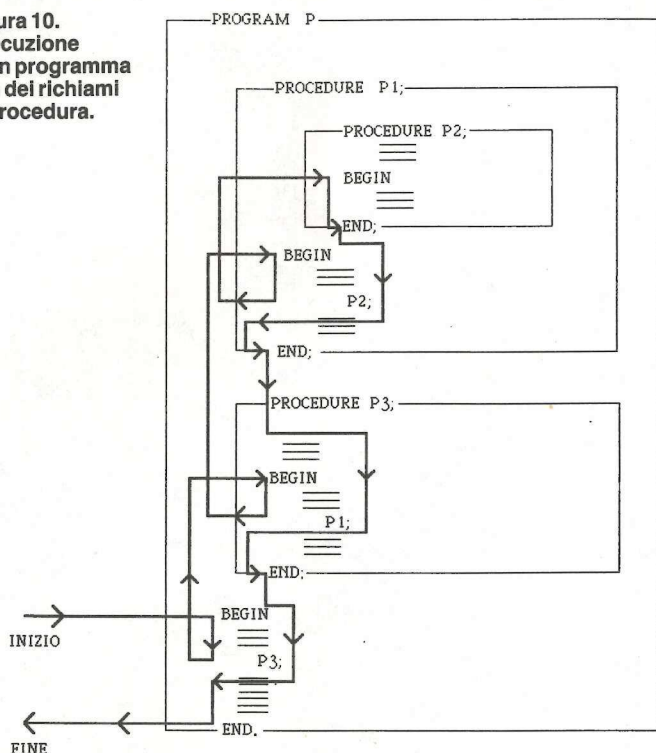 ura 10.
cuzione
n programma
dei richiami
rocedura.
PROGRAM P
PROCEDURE P1;
PROCEDURE P2;
BEGIN
END;
BEGIN
P2;
END;
PROCEDURE P3;
BEGIN
P1;
END;
BEGIN
INIZIO
P3;
END.
FINE